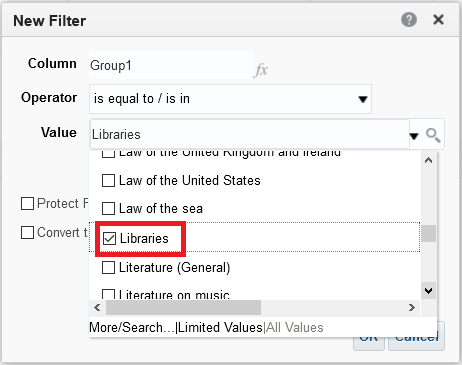 New Filter
Column Group1 fx
Operator is equal to / is in
Value Libraries
Law of the United Kingdom and Ireland
Law of the United States
Law of the sea
Libraries
Literature (General)
Literature on music
Protect F
Convert t
More/Search...|Limited Values|All Values
OK Cancel